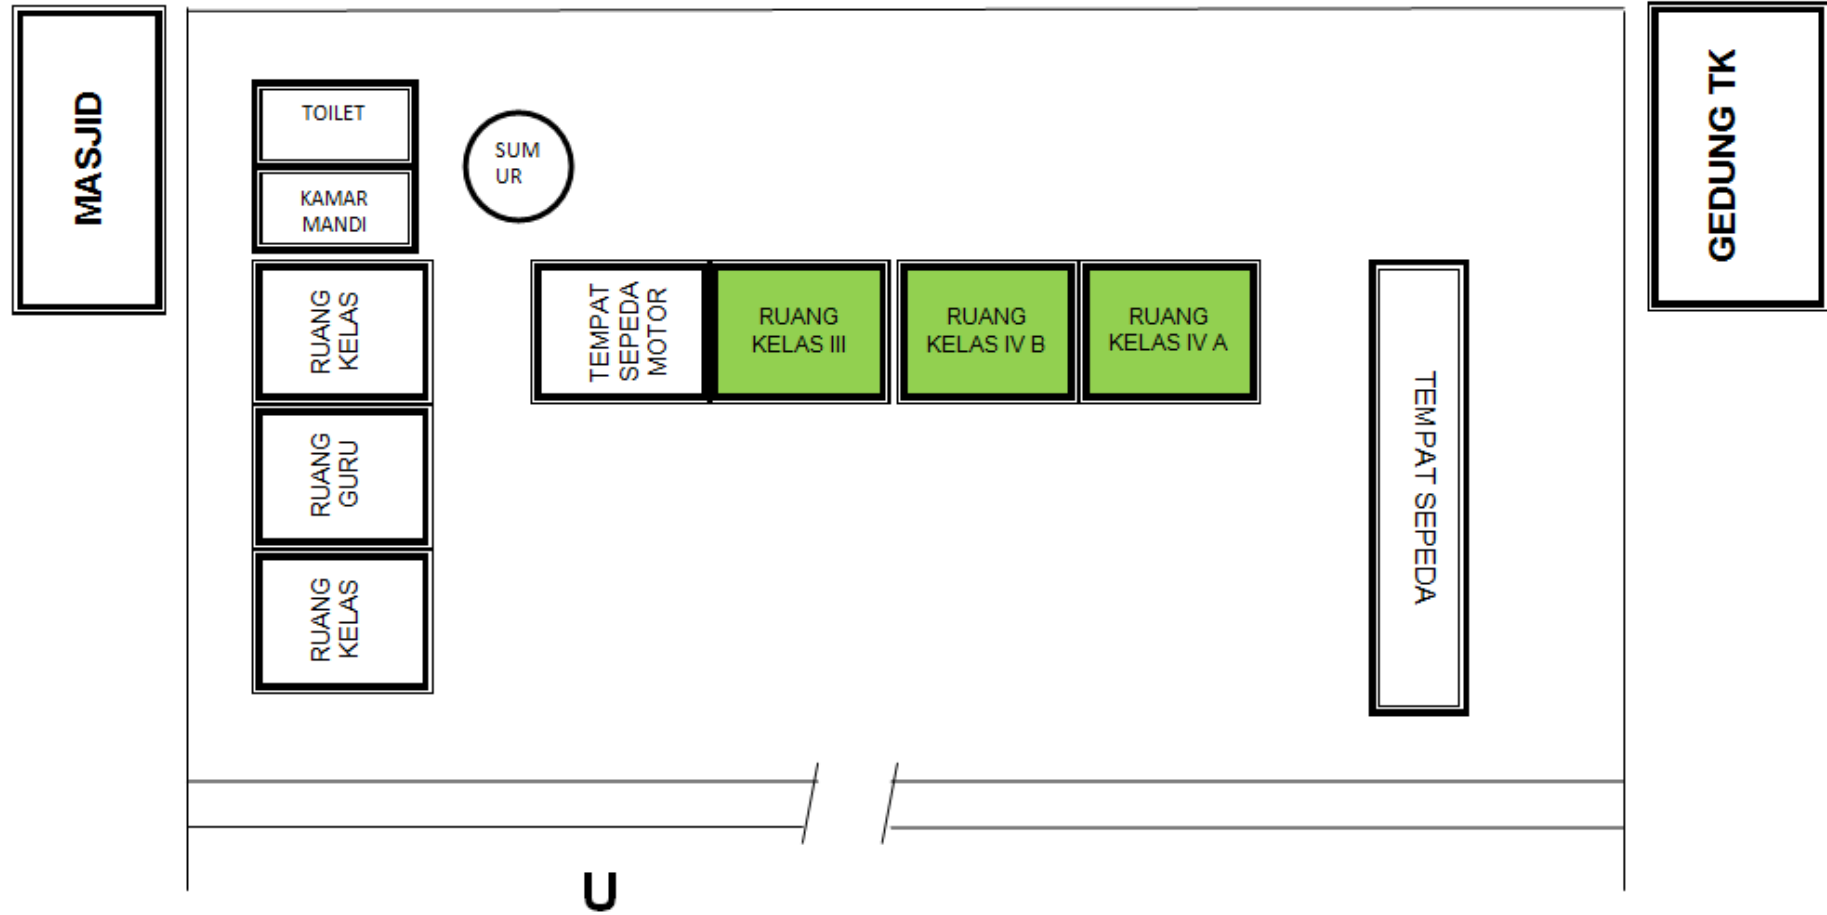 MASJID
TOILET
KAMAR
MANDI
SUM
UR
GEDUNG TK
RUANG
KELAS
TEMPAT
SEPEDA
MOTOR
RUANG
KELAS III
RUANG
KELAS IV B
RUANG
KELAS IV A
TEMPAT SEPEDA
RUANG
GURU
RUANG
KELAS
U